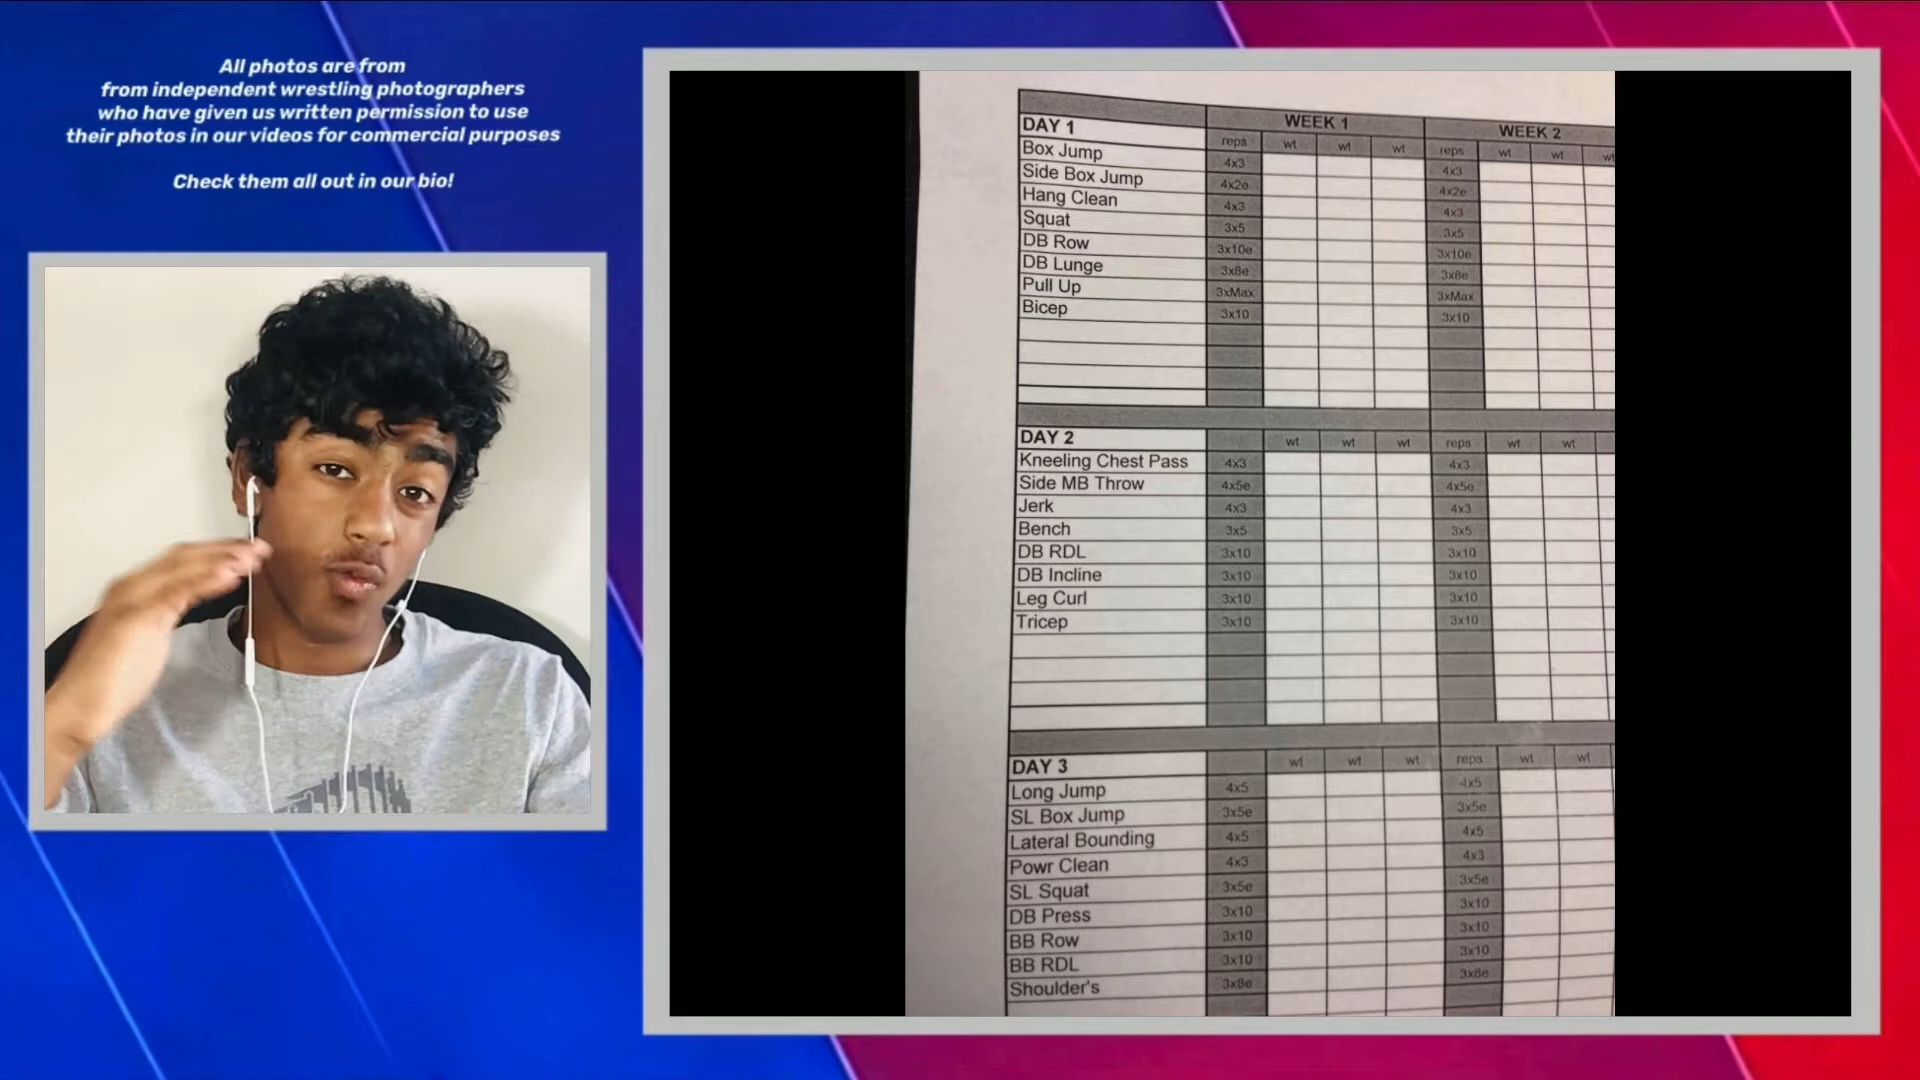 All photos are from
from independent wrestling photographers
who have given us written permission to use
their photos in our videos for commercial purposes
Check them all out in our bio!
WEEK 1 WEEK 2
DAY 1 reps wt wt wt reps wt wt wt
Box Jump 4x3 4x3
Side Box Jump 4x2e 4x2e
Hang Clean 4x3 4x3
Squat 3x5 3x5
DB Row 3x10e 3x10e
DB Lunge 3x8e 3x8e
Pull Up 3xMax 3xMax
Bicep 3x10 3x10
DAY 2 wt wt wt reps wt wt
Kneeling Chest Pass 4x3 4x3
Side MB Throw 4x5e 4x5e
Jerk 4x3 4x3
Bench 3x5 3x5
DB RDL 3x10 3x10
DB Incline 3x10 3x10
Leg Curl 3x10 3x10
Tricep 3x10 3x10
DAY 3 wt wt wt reps wt wt
Long Jump 4x5 4x5
SL Box Jump 3x5e 3x5e
Lateral Bounding 4x5 4x5
Powr Clean 4x3 4x3
SL Squat 3x5e 3x5e
DB Press 3x10 3x10
BB Row 3x10 3x10
BB RDL 3x10 3x10
Shoulder's 3x8e 3x8e